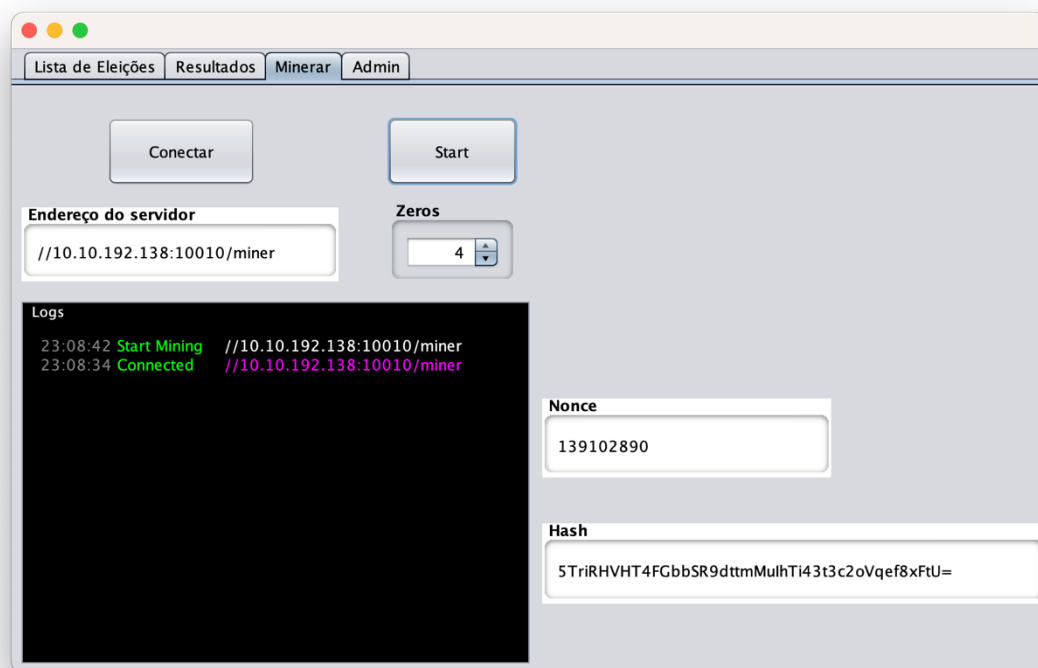 Lista de Eleições Resultados Minerar Admin
Conectar Start
Endereço do servidor
//10.10.192.138:10010/miner
Zeros
4
Logs
23:08:42 Start Mining //10.10.192.138:10010/miner
23:08:34 Connected //10.10.192.138:10010/miner
Nonce
139102890
Hash
5TriRHVHT4FGbbSR9dttmMuIhTi43t3c2oVqef8xFtU=